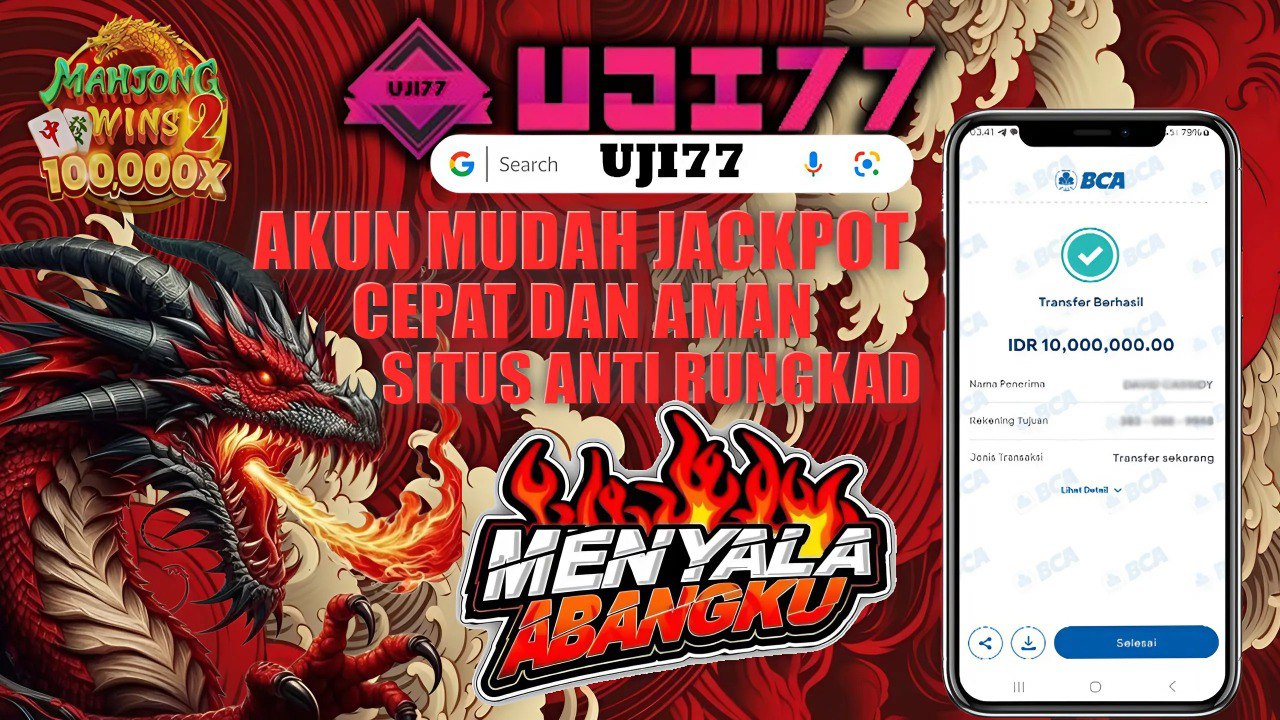 MAHJONG
WINS 2
100,000X
UJI77
UJI77
Search UJI77
AKUN MUDAH JACKPOT
CEPAT DAN AMAN
SITUS ANTI RUNGKAD
MENYALA
ABANGKU
03.41
79%
BCA
Transfer Berhasil
IDR 10,000,000.00
Nama Penerima
Rekening Tujuan
Jenis Transaksi Transfer sekarang
Lihat Detail
Selesai